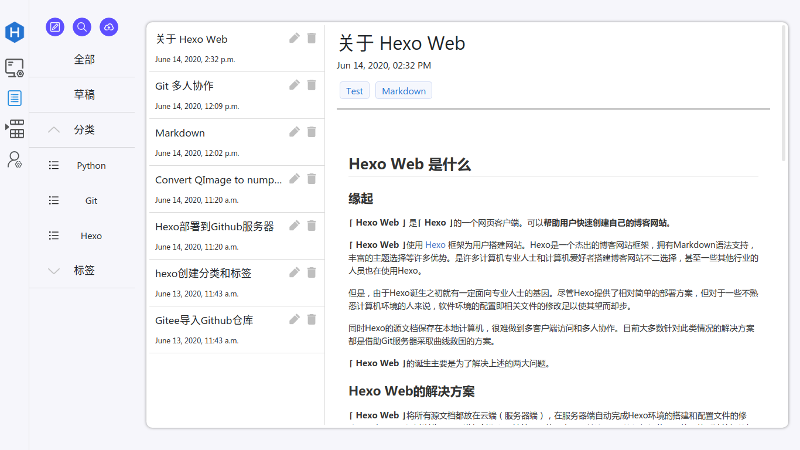 H
全部
草稿
分类
Python
Git
Hexo
标签
关于 Hexo Web
June 14, 2020, 2:32 p.m.
Git 多人协作
June 14, 2020, 12:09 p.m.
Markdown
June 14, 2020, 12:02 p.m.
Convert QImage to nump...
June 14, 2020, 11:20 a.m.
Hexo部署到Github服务器
June 14, 2020, 11:20 a.m.
hexo创建分类和标签
June 13, 2020, 11:43 a.m.
Gitee导入Github仓库
June 13, 2020, 11:43 a.m.
关于 Hexo Web
Jun 14, 2020, 02:32 PM
Test Markdown
Hexo Web 是什么
缘起
「 Hexo Web 」是「 Hexo 」的一个网页客户端。可以帮助用户快速创建自己的博客网站。
「 Hexo Web 」使用 Hexo 框架为用户搭建网站。Hexo是一个杰出的博客网站框架，拥有Markdown语法支持，
丰富的主题选择等许多优势。是许多计算机专业人士和计算机爱好者搭建博客网站不二选择，甚至一些其他行业的
人员也在使用Hexo。
但是，由于Hexo诞生之初就有一定面向专业人士的基因。尽管Hexo提供了相对简单的部署方案，但对于一些不熟
悉计算机环境的人来说，软件环境的配置即相关文件的修改足以使其望而却步。
同时Hexo的源文档保存在本地计算机，很难做到多客户端访问和多人协作。目前大多数针对此类情况的解决方案
都是借助Git服务器采取曲线救国的方案。
「 Hexo Web 」的诞生主要是为了解决上述的两大问题。
Hexo Web的解决方案
「 Hexo Web 」将所有源文档都放在云端（服务器端），在服务器端自动完成Hexo环境的搭建和配置文件的修